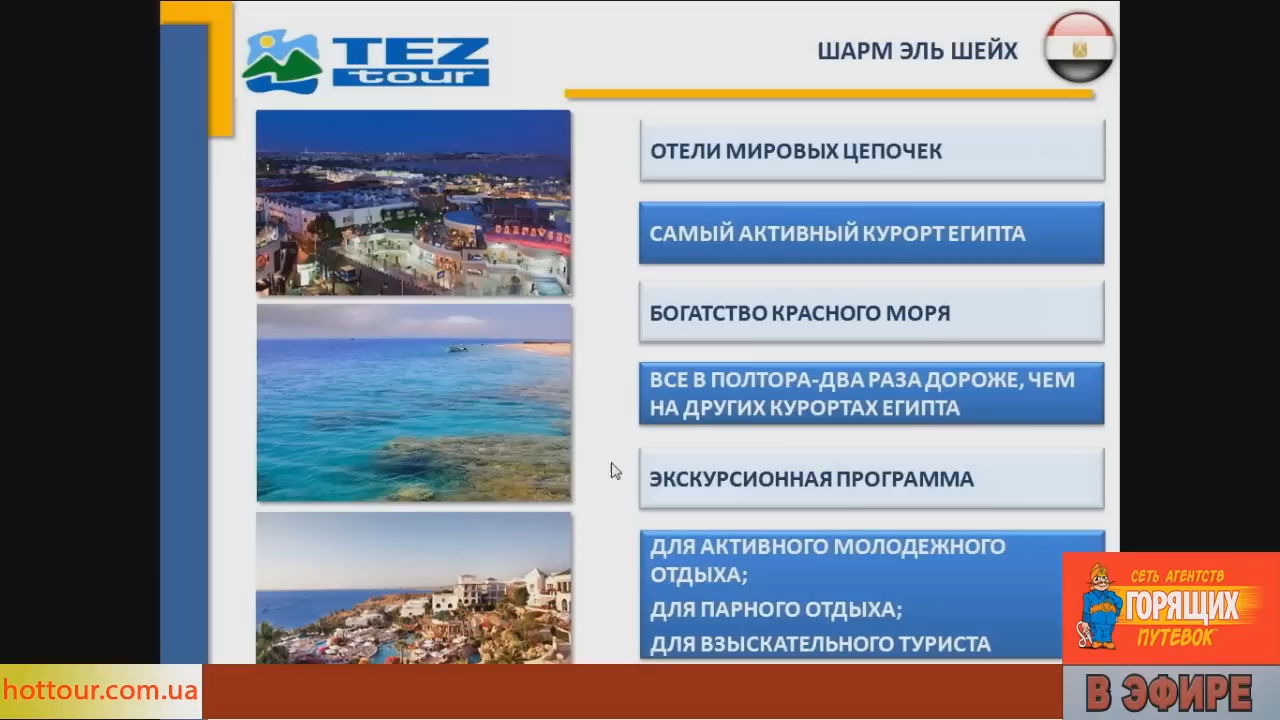 TEZ
tour
ШАРМ ЭЛЬ ШЕЙХ
ОТЕЛИ МИРОВЫХ ЦЕПОЧЕК
САМЫЙ АКТИВНЫЙ КУРОРТ ЕГИПТА
БОГАТСТВО КРАСНОГО МОРЯ
ВСЕ В ПОЛТОРА-ДВА РАЗА ДОРОЖЕ, ЧЕМ
НА ДРУГИХ КУРОРТАХ ЕГИПТА
ЭКСКУРСИОННАЯ ПРОГРАММА
ДЛЯ АКТИВНОГО МОЛОДЕЖНОГО
ОТДЫХА;
ДЛЯ ПАРНОГО ОТДЫХА;
ДЛЯ ВЗЫСКАТЕЛЬНОГО ТУРИСТА
СЕТЬ АГЕНТСТВ
ГОРЯЩИХ
ПУТЕВОК
hottour.com.ua
В ЭФИРЕ